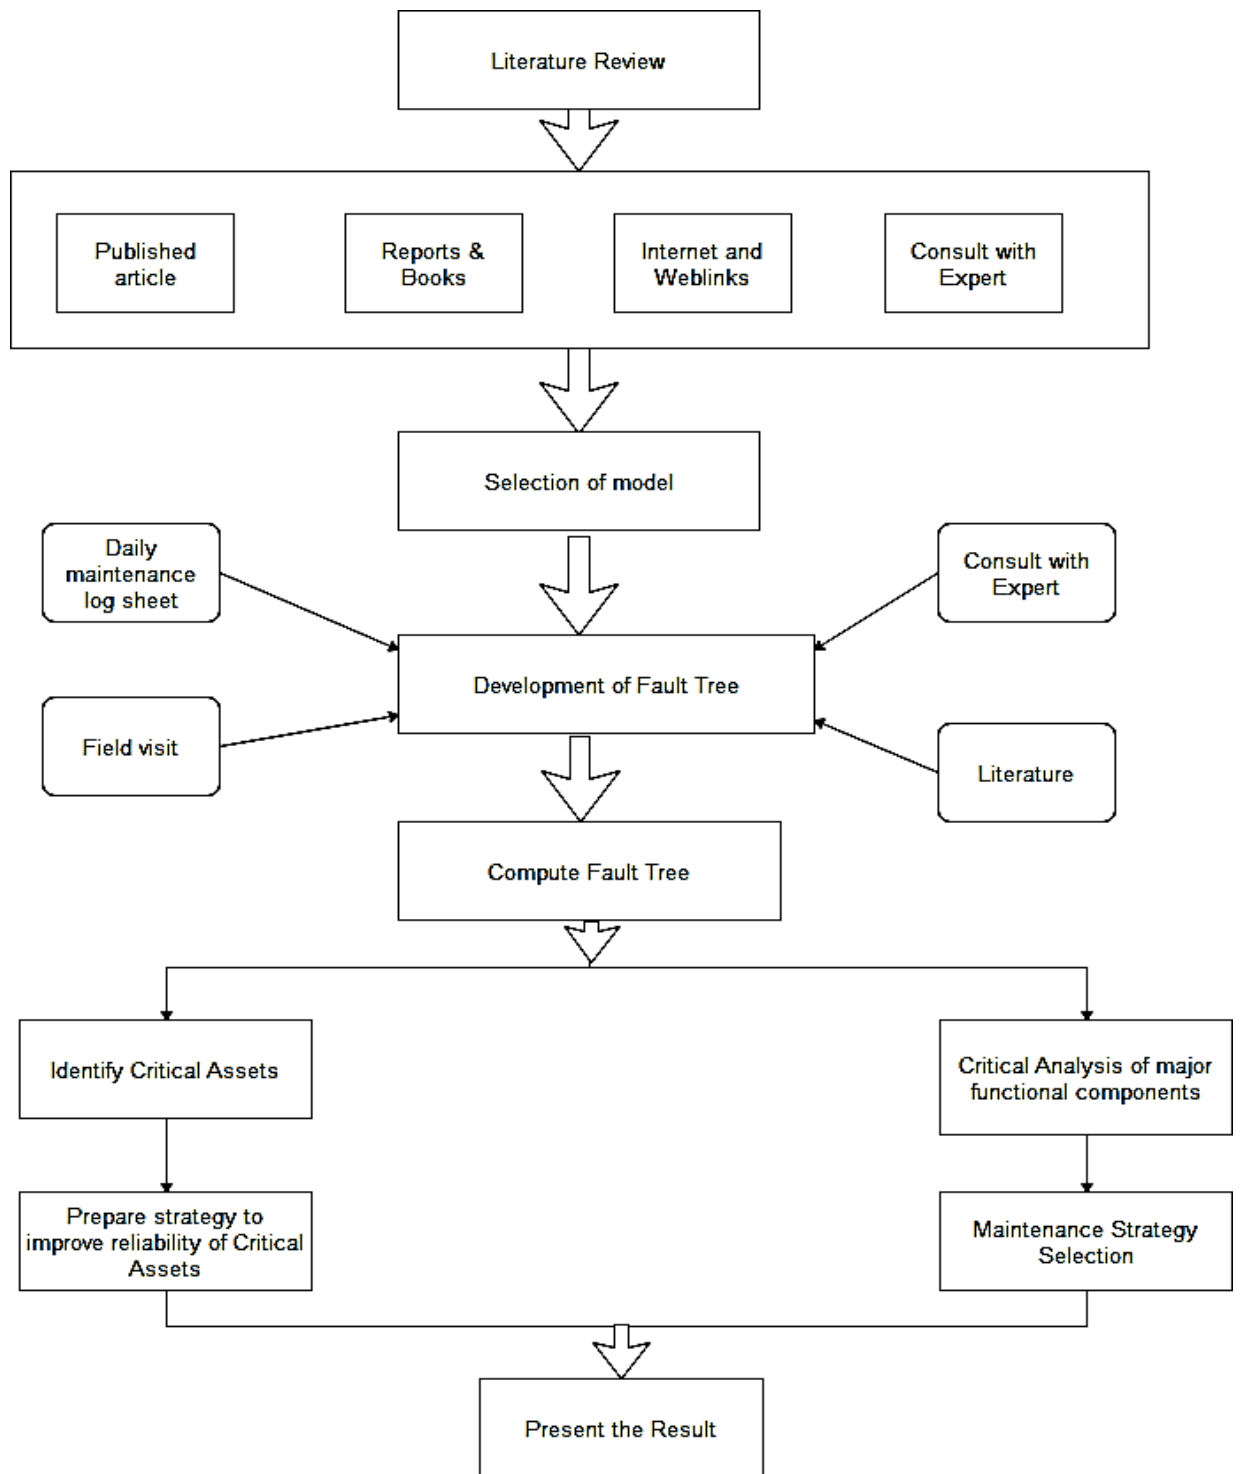 Literature Review
Published
article
Reports &
Books
Internet and
Weblinks
Consult with
Expert
Selection of model
Daily
maintenance
log sheet
Consult with
Expert
Development of Fault Tree
Field visit
Literature
Compute Fault Tree
Identify Critical Assets
Critical Analysis of major
functional components
Prepare strategy to
improve reliability of Critical
Assets
Maintenance Strategy
Selection
Present the Result